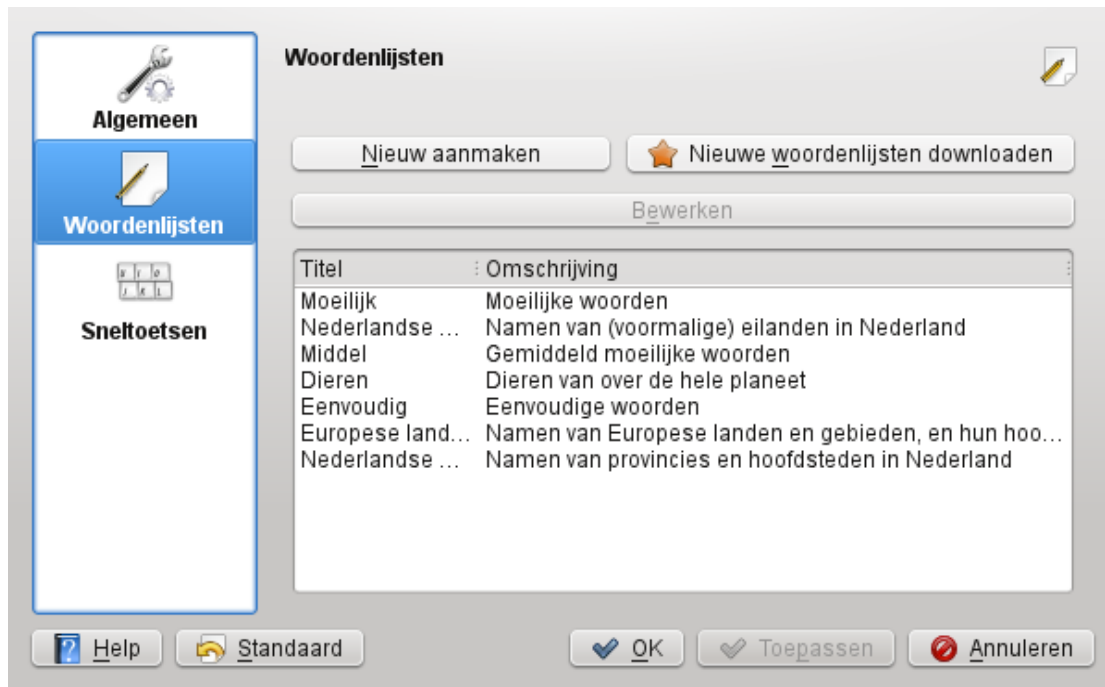 Woordenlijsten
Algemeen
Woordenlijsten
Sneltoetsen
Nieuw aanmaken
Nieuwe woordenlijsten downloaden
Bewerken
Titel Omschrijving
Moeilijk Moeilijke woorden
Nederlandse ... Namen van (voormalige) eilanden in Nederland
Middel Gemiddeld moeilijke woorden
Dieren Dieren van over de hele planeet
Eenvoudig Eenvoudige woorden
Europese land... Namen van Europese landen en gebieden, en hun hoo...
Nederlandse ... Namen van provincies en hoofdsteden in Nederland
Help Standaard OK Toepassen Annuleren